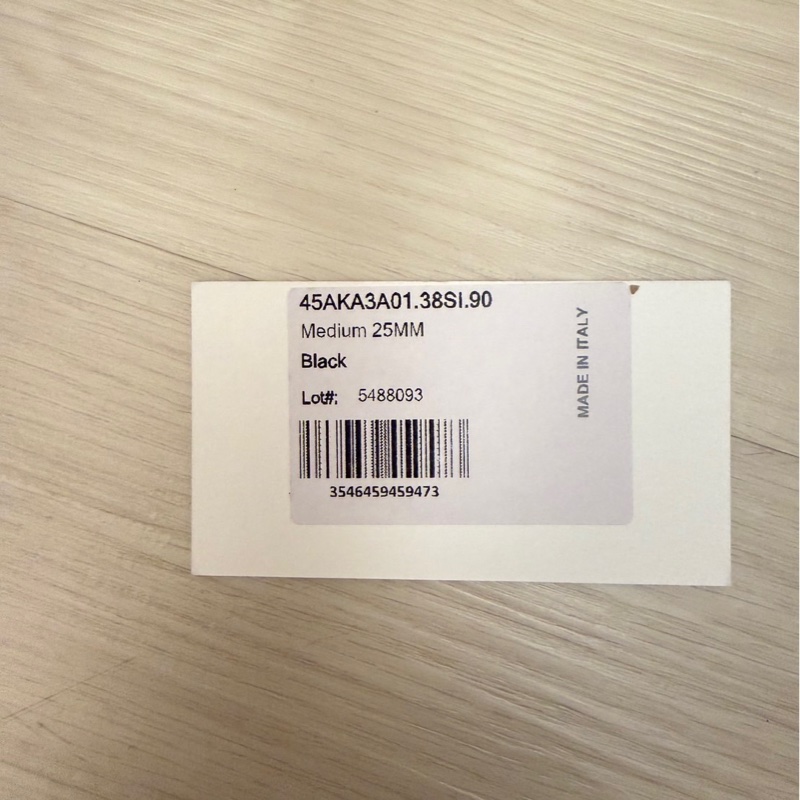 45AKA3A01.38SI.90
Medium 25MM
Black
Lot#: 5488093
3546459459473
MADE IN ITALY